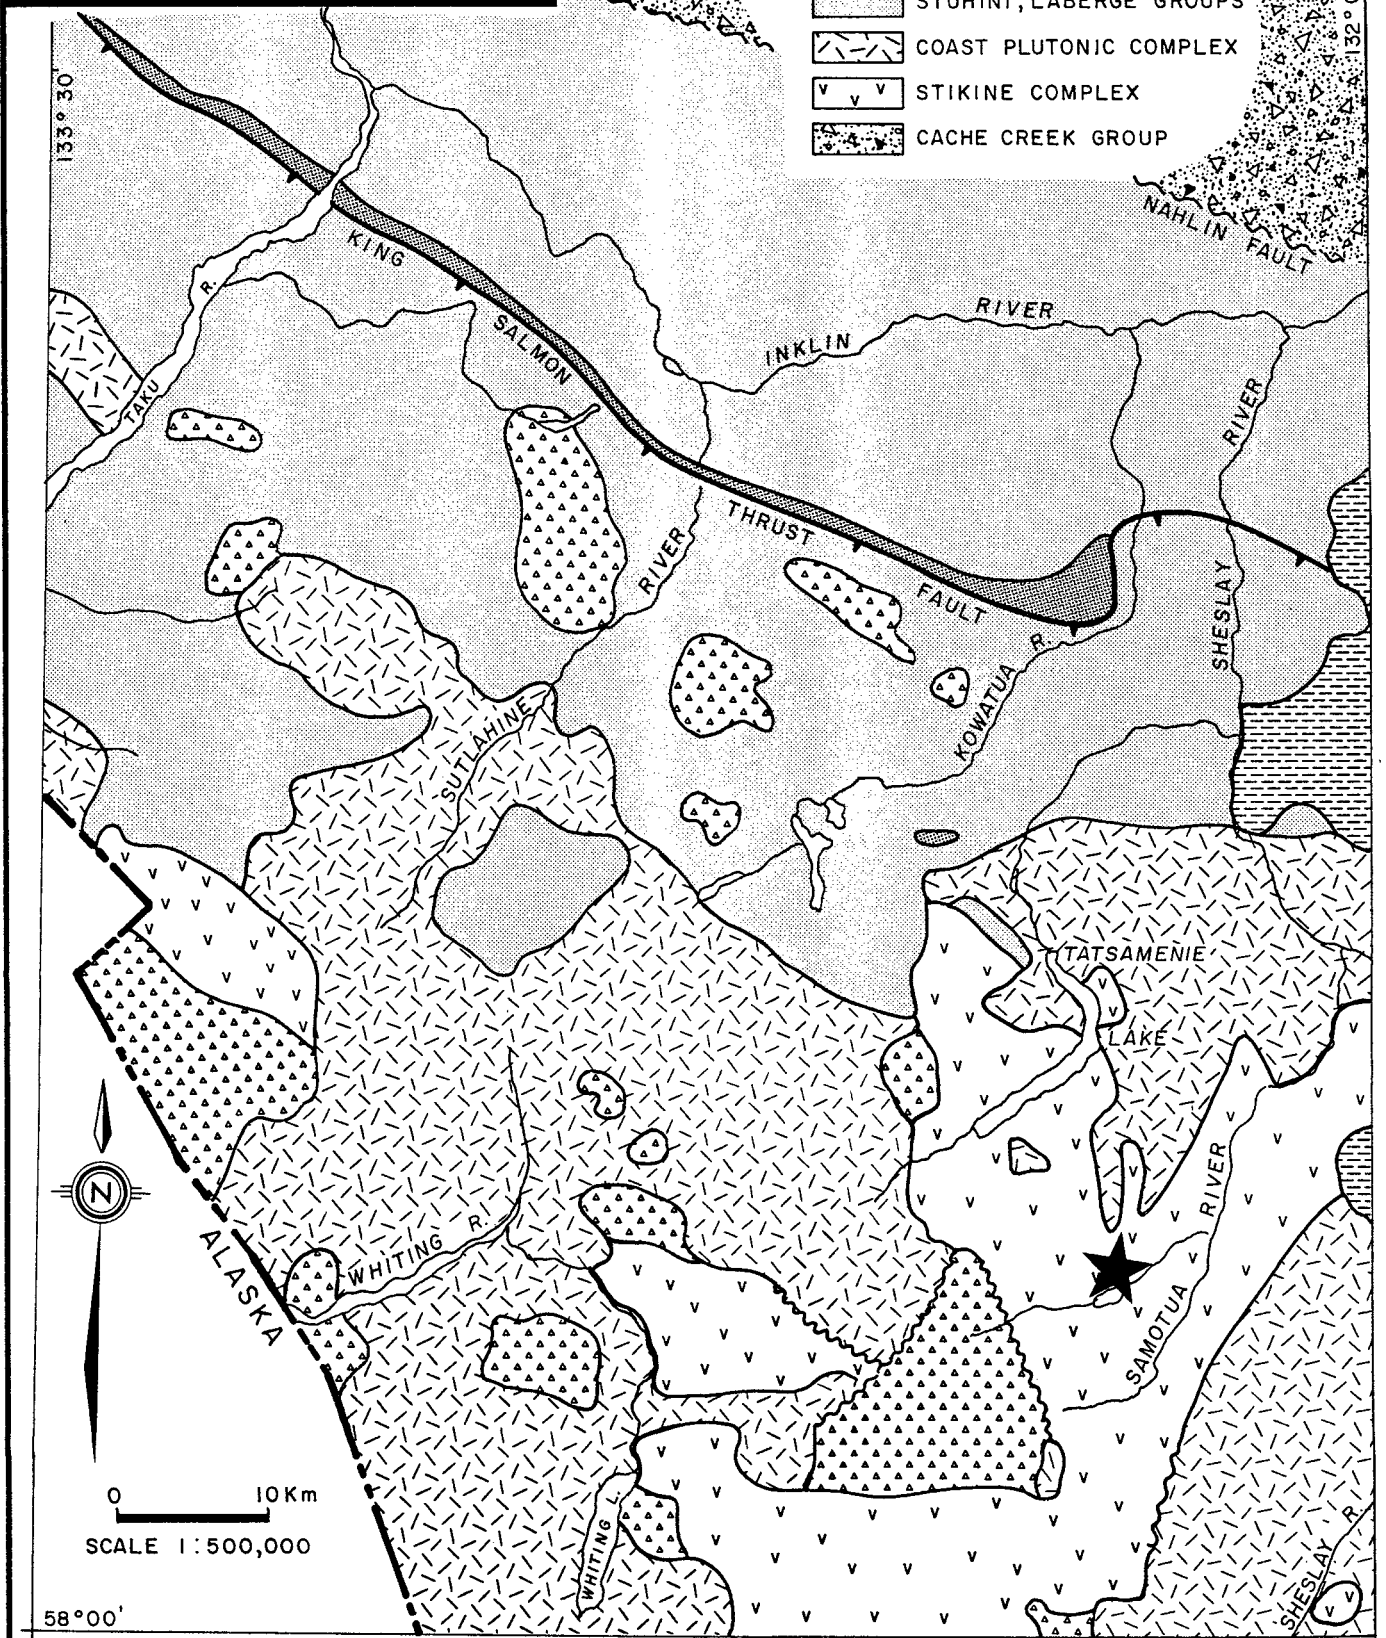 STUHINI, LABERGE GROUPS
COAST PLUTONIC COMPLEX
STIKINE COMPLEX
CACHE CREEK GROUP
133° 30'
NAHLIN FAULT
KING SALMON THRUST FAULT
TAKU R.
INKLIN RIVER
SHESLAY RIVER
SUTLAHINE RIVER
KOWATUA R.
TATSAMENIE LAKE
SAMOTUA RIVER
WHITING R.
ALASKA
N
0 10 Km
SCALE 1:500,000
WHITING L.
SHESLAY R.
58°00'